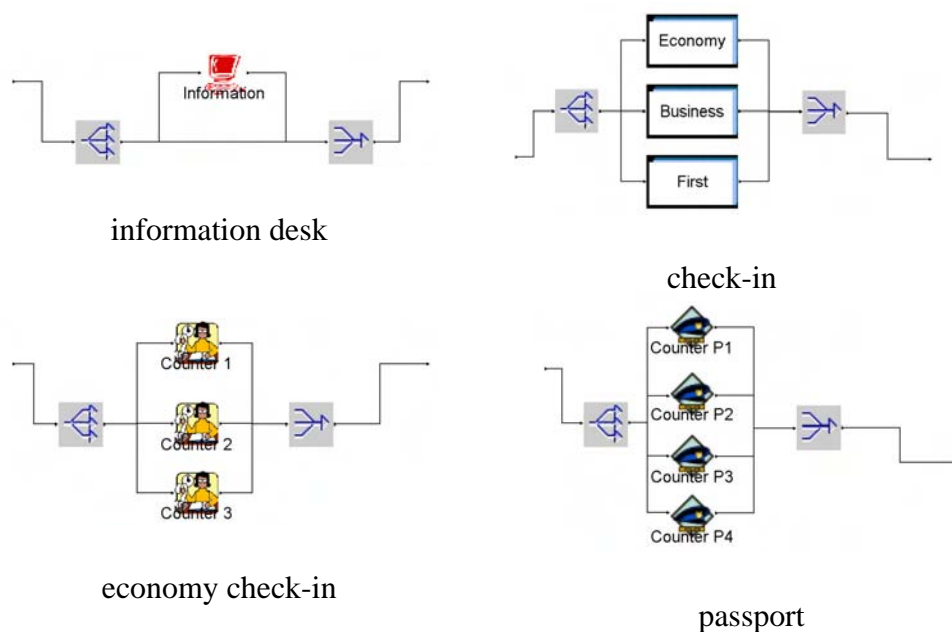 Information
information desk
Economy
Business
First
check-in
Counter 1
Counter 2
Counter 3
economy check-in
Counter P1
Counter P2
Counter P3
Counter P4
passport